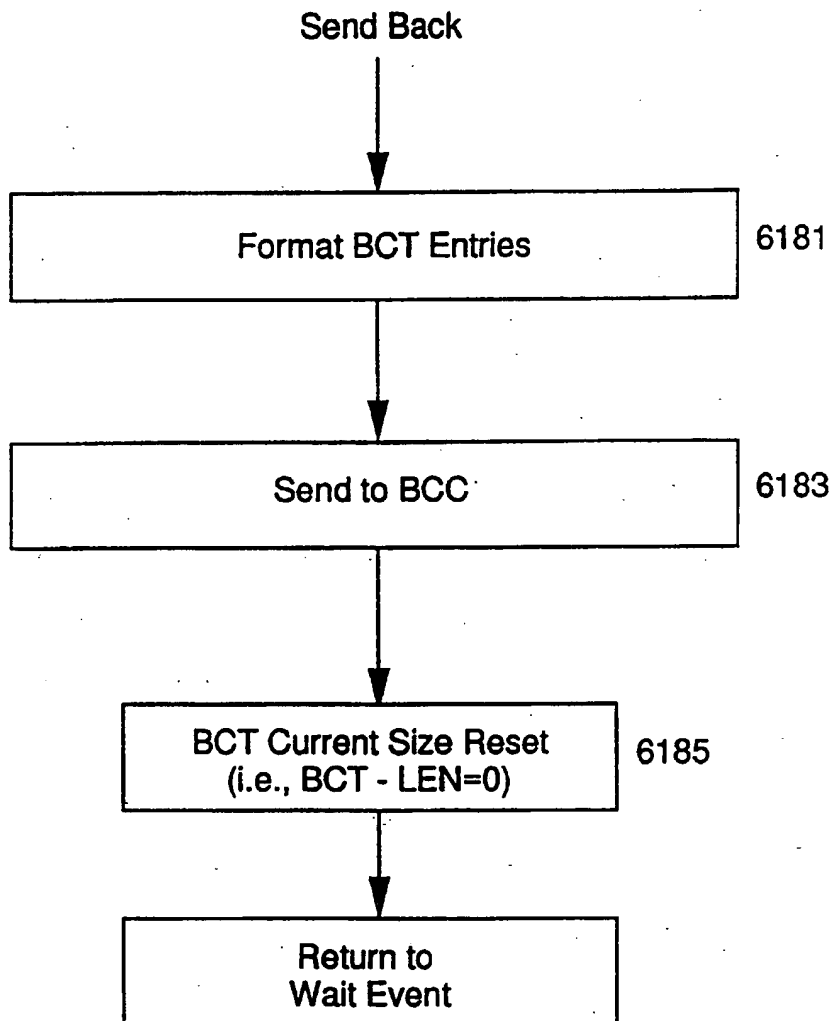 Send Back
Format BCT Entries
6181
Send to BCC
6183
BCT Current Size Reset
(i.e., BCT - LEN=0)
6185
Return to
Wait Event